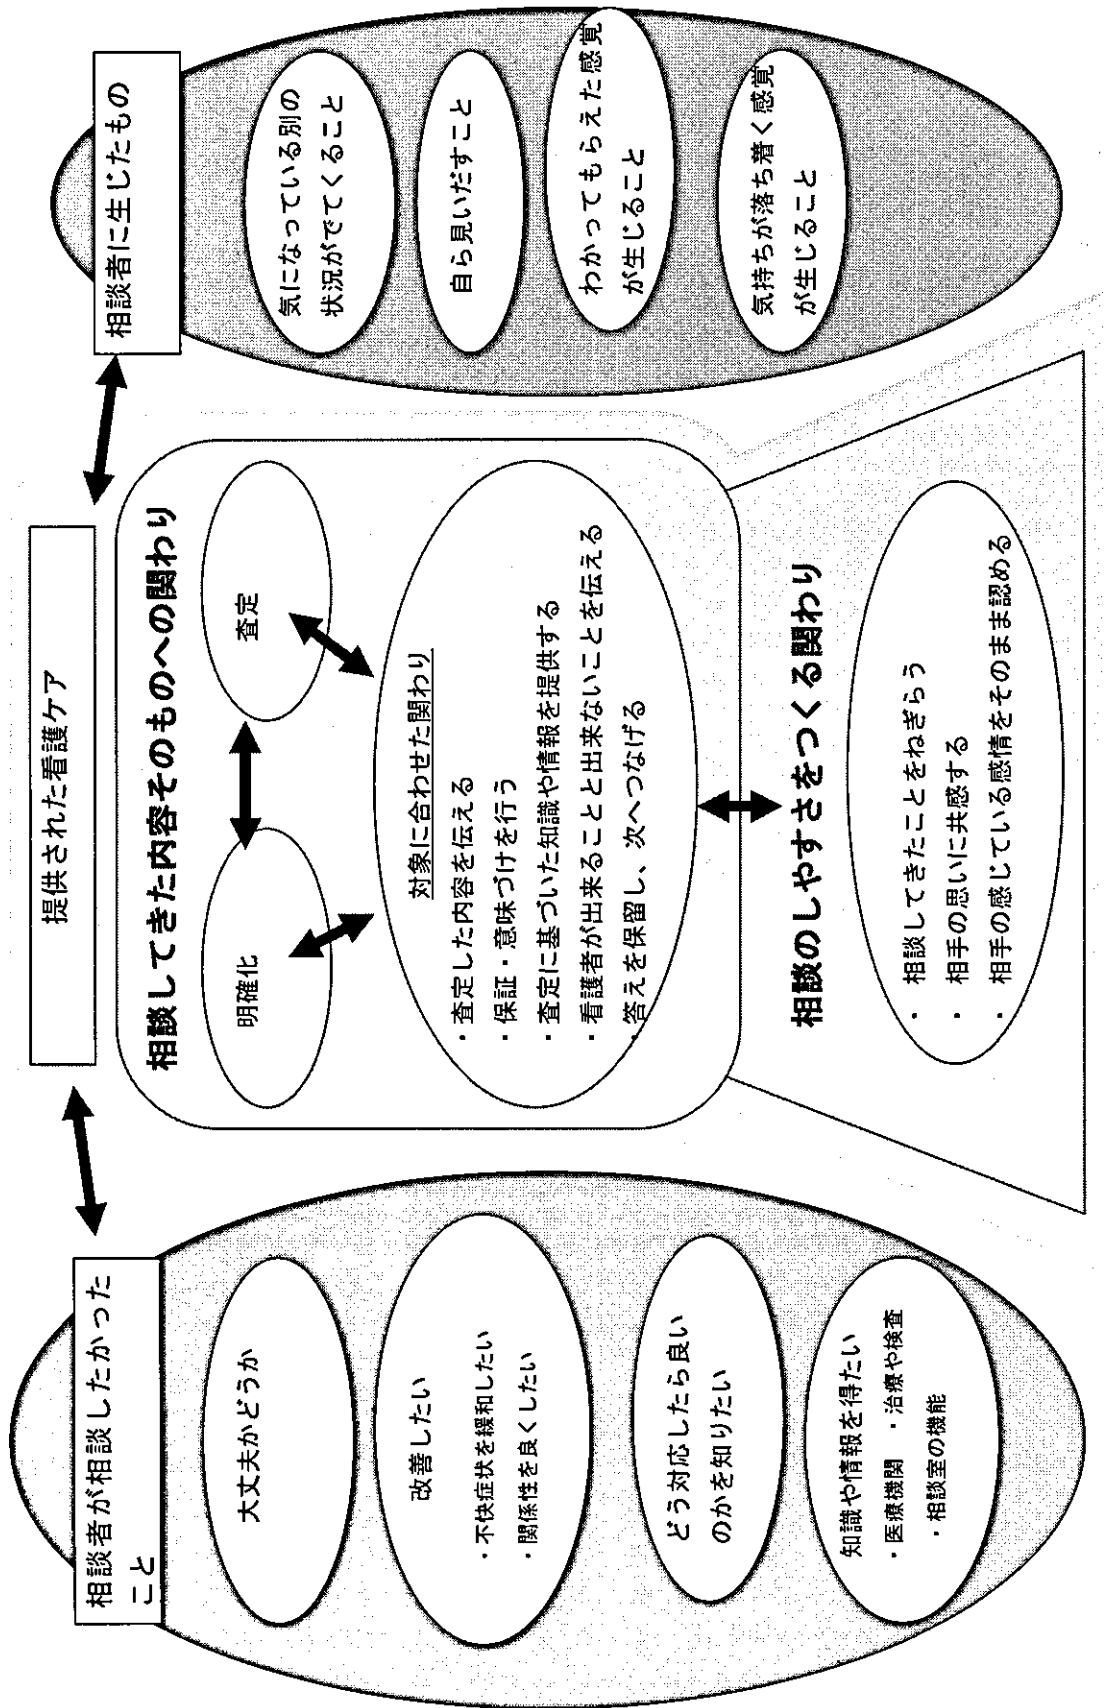 相談者が相談したかった
こと
大丈夫かどうか
改善したい
・不快症状を緩和したい
・関係性を良くしたい
どう対応したら良い
のかを知りたい
知識や情報を得たい
・医療機関 ・治療や検査
・相談室の機能
提供された看護ケア
相談してきた内容そのものへの関わり
明確化
査定
対象に合わせた関わり
・査定した内容を伝える
・保証・意味づけを行う
・査定に基づいた知識や情報を提供する
・看護者が出来ることと出来ないことを伝える
・答えを保留し、次へつなげる
相談のしやすさをつくる関わり
・ 相談してきたことをねぎらう
・ 相手の思いに共感する
・ 相手の感じている感情をそのまま認める
相談者に生じたもの
気になっている別の
状況がでてくること
自ら見いだすこと
わかってもらえた感覚
が生じること
気持ちが落ち着く感覚
が生じること